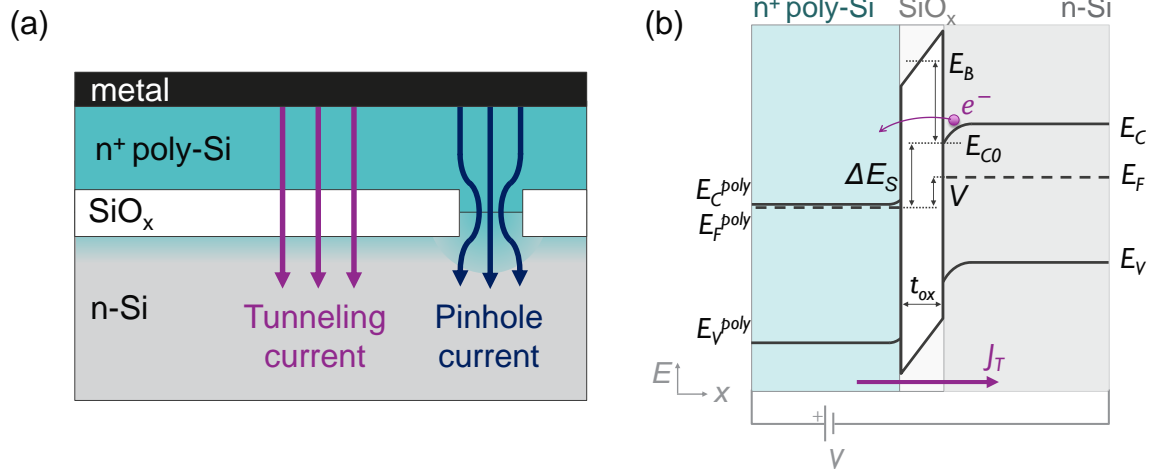 (a)
metal
n⁺ poly-Si
SiOₓ
n-Si
Tunneling
current
Pinhole
current
(b)
n⁺ poly-Si
SiOₓ
n-Si
E_B
e⁻
E_C
E_C0
ΔE_S
E_F
V
E_C^poly
E_F^poly
E_V
t_ox
E_V^poly
J_T
E
x
+
V